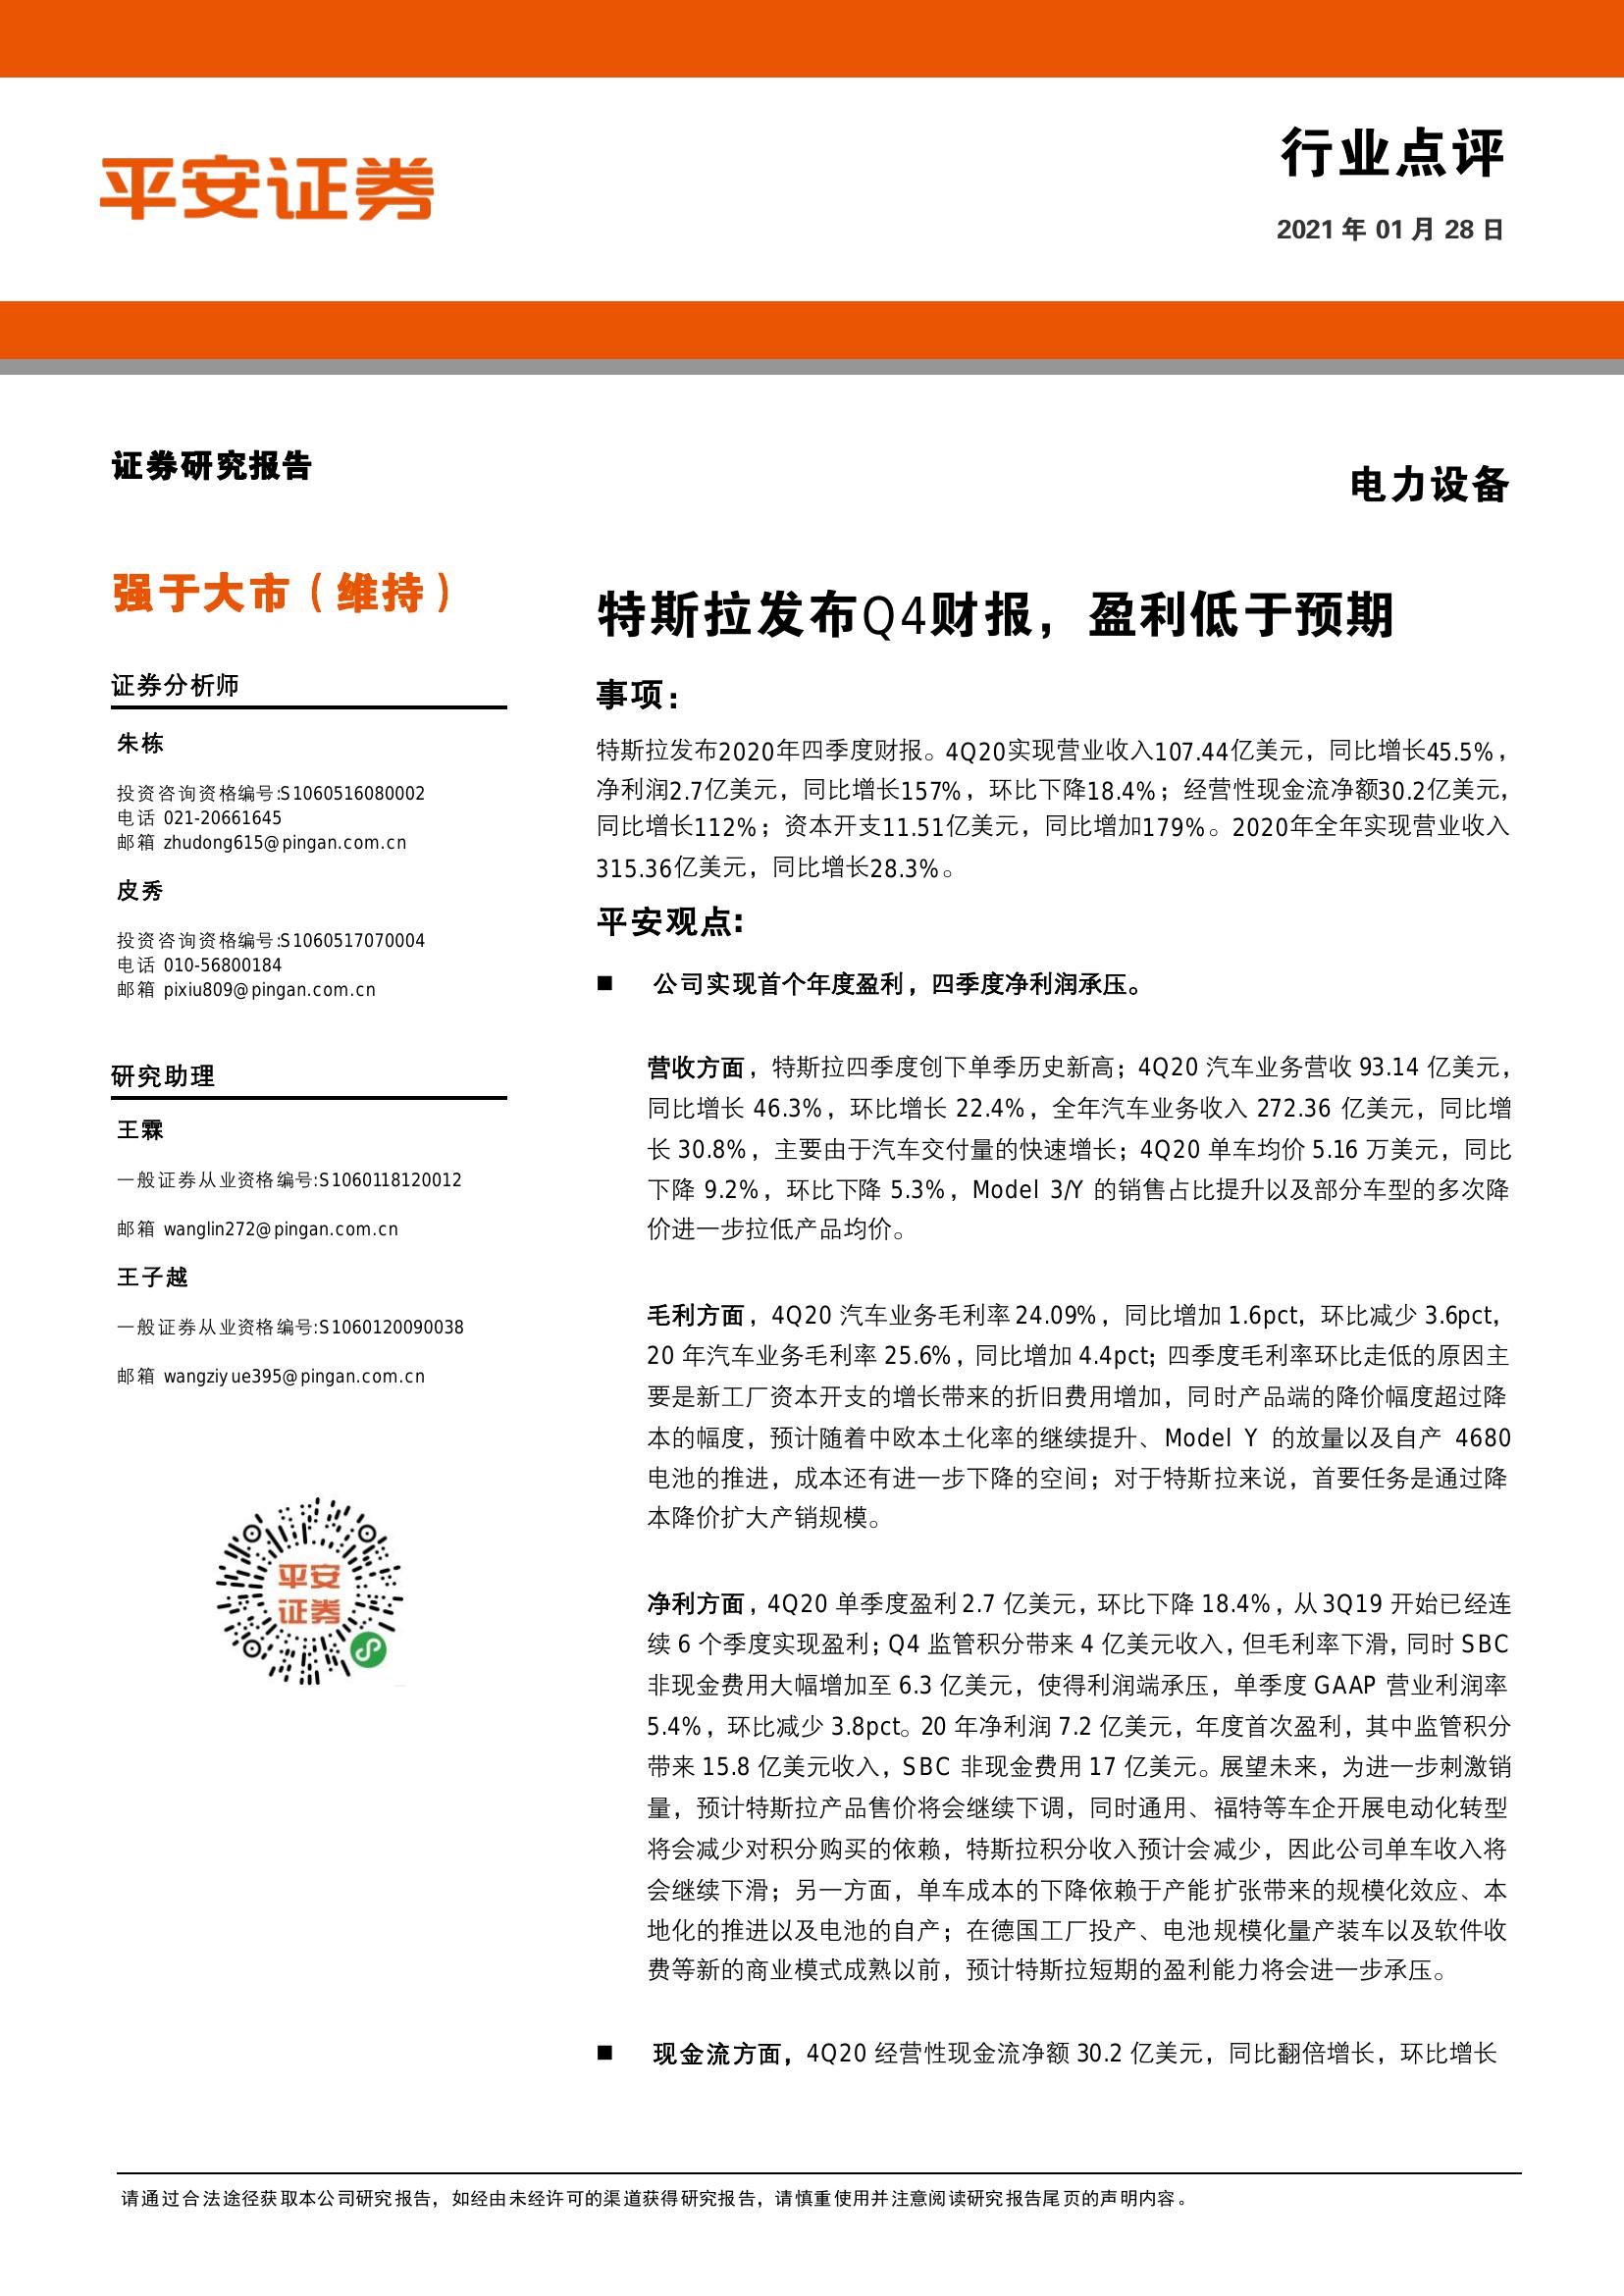 平安证券
行业点评
2021 年 01 月 28 日
证券研究报告
电力设备
强于大市（维持）
证券分析师
朱栋
投资咨询资格编号:S1060516080002
电话 021-20661645
邮箱 zhudong615@pingan.com.cn
皮秀
投资咨询资格编号:S1060517070004
电话 010-56800184
邮箱 pixiu809@pingan.com.cn
研究助理
王霖
一般证券从业资格编号:S1060118120012
邮箱 wanglin272@pingan.com.cn
王子越
一般证券从业资格编号:S1060120090038
邮箱 wangziyue395@pingan.com.cn
平安
证券
特斯拉发布Q4财报，盈利低于预期
事项：
特斯拉发布2020年四季度财报。4Q20实现营业收入107.44亿美元，同比增长45.5%，
净利润2.7亿美元，同比增长157%，环比下降18.4%；经营性现金流净额30.2亿美元，
同比增长112%；资本开支11.51亿美元，同比增加179%。2020年全年实现营业收入
315.36亿美元，同比增长28.3%。
平安观点:
■ 公司实现首个年度盈利，四季度净利润承压。
营收方面，特斯拉四季度创下单季历史新高；4Q20 汽车业务营收 93.14 亿美元，
同比增长 46.3%，环比增长 22.4%，全年汽车业务收入 272.36 亿美元，同比增
长 30.8%，主要由于汽车交付量的快速增长；4Q20 单车均价 5.16 万美元，同比
下降 9.2%，环比下降 5.3%，Model 3/Y 的销售占比提升以及部分车型的多次降
价进一步拉低产品均价。
毛利方面，4Q20 汽车业务毛利率 24.09%，同比增加 1.6pct，环比减少 3.6pct，
20 年汽车业务毛利率 25.6%，同比增加 4.4pct；四季度毛利率环比走低的原因主
要是新工厂资本开支的增长带来的折旧费用增加，同时产品端的降价幅度超过降
本的幅度，预计随着中欧本土化率的继续提升、Model Y 的放量以及自产 4680
电池的推进，成本还有进一步下降的空间；对于特斯拉来说，首要任务是通过降
本降价扩大产销规模。
净利方面，4Q20 单季度盈利 2.7 亿美元，环比下降 18.4%，从 3Q19 开始已经连
续 6 个季度实现盈利；Q4 监管积分带来 4 亿美元收入，但毛利率下滑，同时 SBC
非现金费用大幅增加至 6.3 亿美元，使得利润端承压，单季度 GAAP 营业利润率
5.4%，环比减少 3.8pct。20 年净利润 7.2 亿美元，年度首次盈利，其中监管积分
带来 15.8 亿美元收入，SBC 非现金费用 17 亿美元。展望未来，为进一步刺激销
量，预计特斯拉产品售价将会继续下调，同时通用、福特等车企开展电动化转型
将会减少对积分购买的依赖，特斯拉积分收入预计会减少，因此公司单车收入将
会继续下滑；另一方面，单车成本的下降依赖于产能扩张带来的规模化效应、本
地化的推进以及电池的自产；在德国工厂投产、电池规模化量产装车以及软件收
费等新的商业模式成熟以前，预计特斯拉短期的盈利能力将会进一步承压。
■ 现金流方面，4Q20 经营性现金流净额 30.2 亿美元，同比翻倍增长，环比增长
请通过合法途径获取本公司研究报告，如经由未经许可的渠道获得研究报告，请慎重使用并注意阅读研究报告尾页的声明内容。